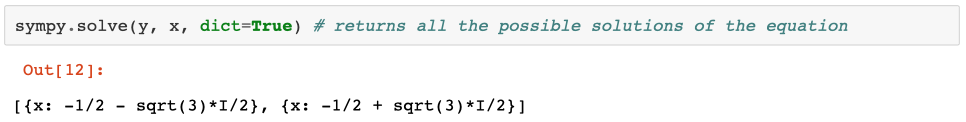 sympy.solve(y, x, dict=True) # returns all the possible solutions of the equation
Out[12]:
[{x: -1/2 - sqrt(3)*I/2}, {x: -1/2 + sqrt(3)*I/2}]